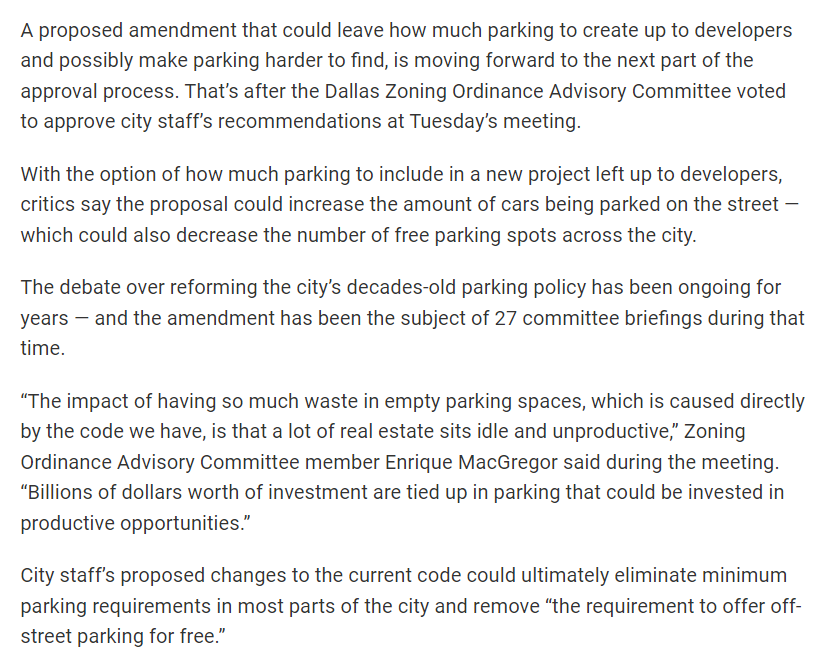 A proposed amendment that could leave how much parking to create up to developers
and possibly make parking harder to find, is moving forward to the next part of the
approval process. That’s after the Dallas Zoning Ordinance Advisory Committee voted
to approve city staff’s recommendations at Tuesday’s meeting.
With the option of how much parking to include in a new project left up to developers,
critics say the proposal could increase the amount of cars being parked on the street —
which could also decrease the number of free parking spots across the city.
The debate over reforming the city’s decades-old parking policy has been ongoing for
years — and the amendment has been the subject of 27 committee briefings during that
time.
“The impact of having so much waste in empty parking spaces, which is caused directly
by the code we have, is that a lot of real estate sits idle and unproductive,” Zoning
Ordinance Advisory Committee member Enrique MacGregor said during the meeting.
“Billions of dollars worth of investment are tied up in parking that could be invested in
productive opportunities.”
City staff’s proposed changes to the current code could ultimately eliminate minimum
parking requirements in most parts of the city and remove “the requirement to offer off-
street parking for free.”